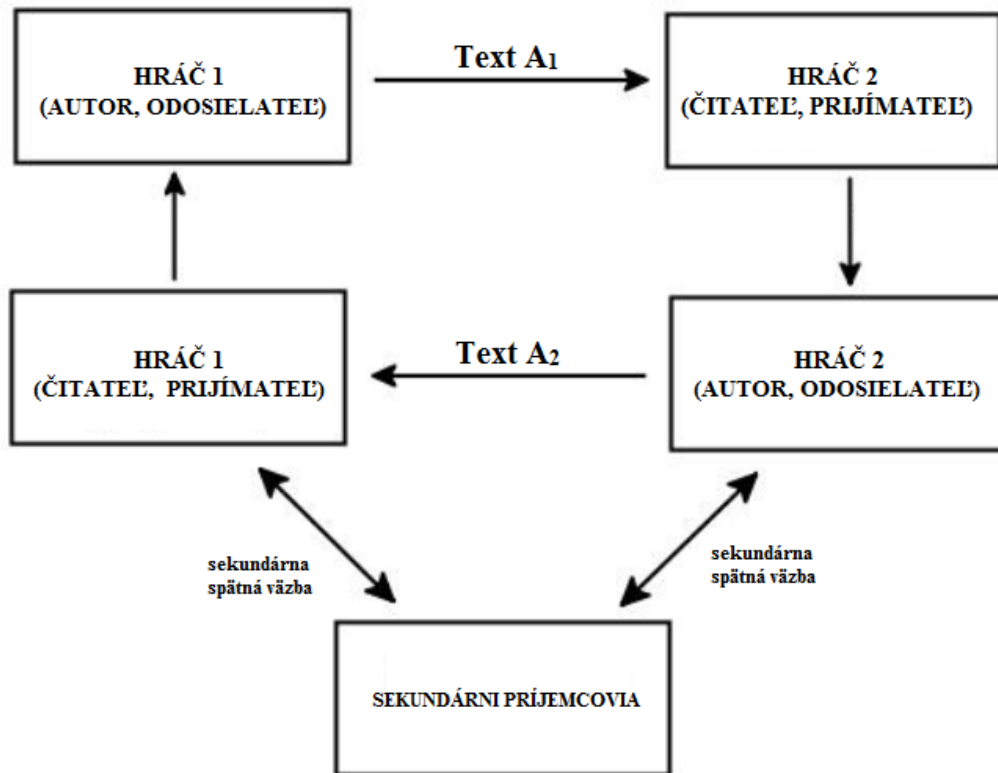 HRÁČ 1
(AUTOR, ODOSIELATEĽ)
Text A₁
HRÁČ 2
(ČITATEĽ, PRIJÍMATEĽ)
HRÁČ 1
(ČITATEĽ, PRIJÍMATEĽ)
Text A₂
HRÁČ 2
(AUTOR, ODOSIELATEĽ)
sekundárna
spätná väzba
sekundárna
spätná väzba
SEKUNDÁRNI PRÍJEMCOVIA